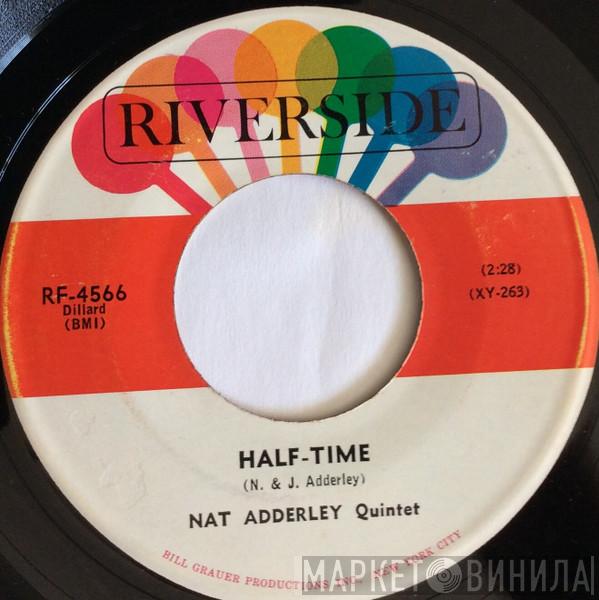 RIVERSIDE
RF-4566
Dillard
(BMI)
(2:28)
(XY-263)
HALF-TIME
(N. & J. Adderley)
NAT ADDERLEY Quintet
BILL GRAUER PRODUCTIONS INC. NEW YORK CITY
МАРКЕТ ВИНИЛА